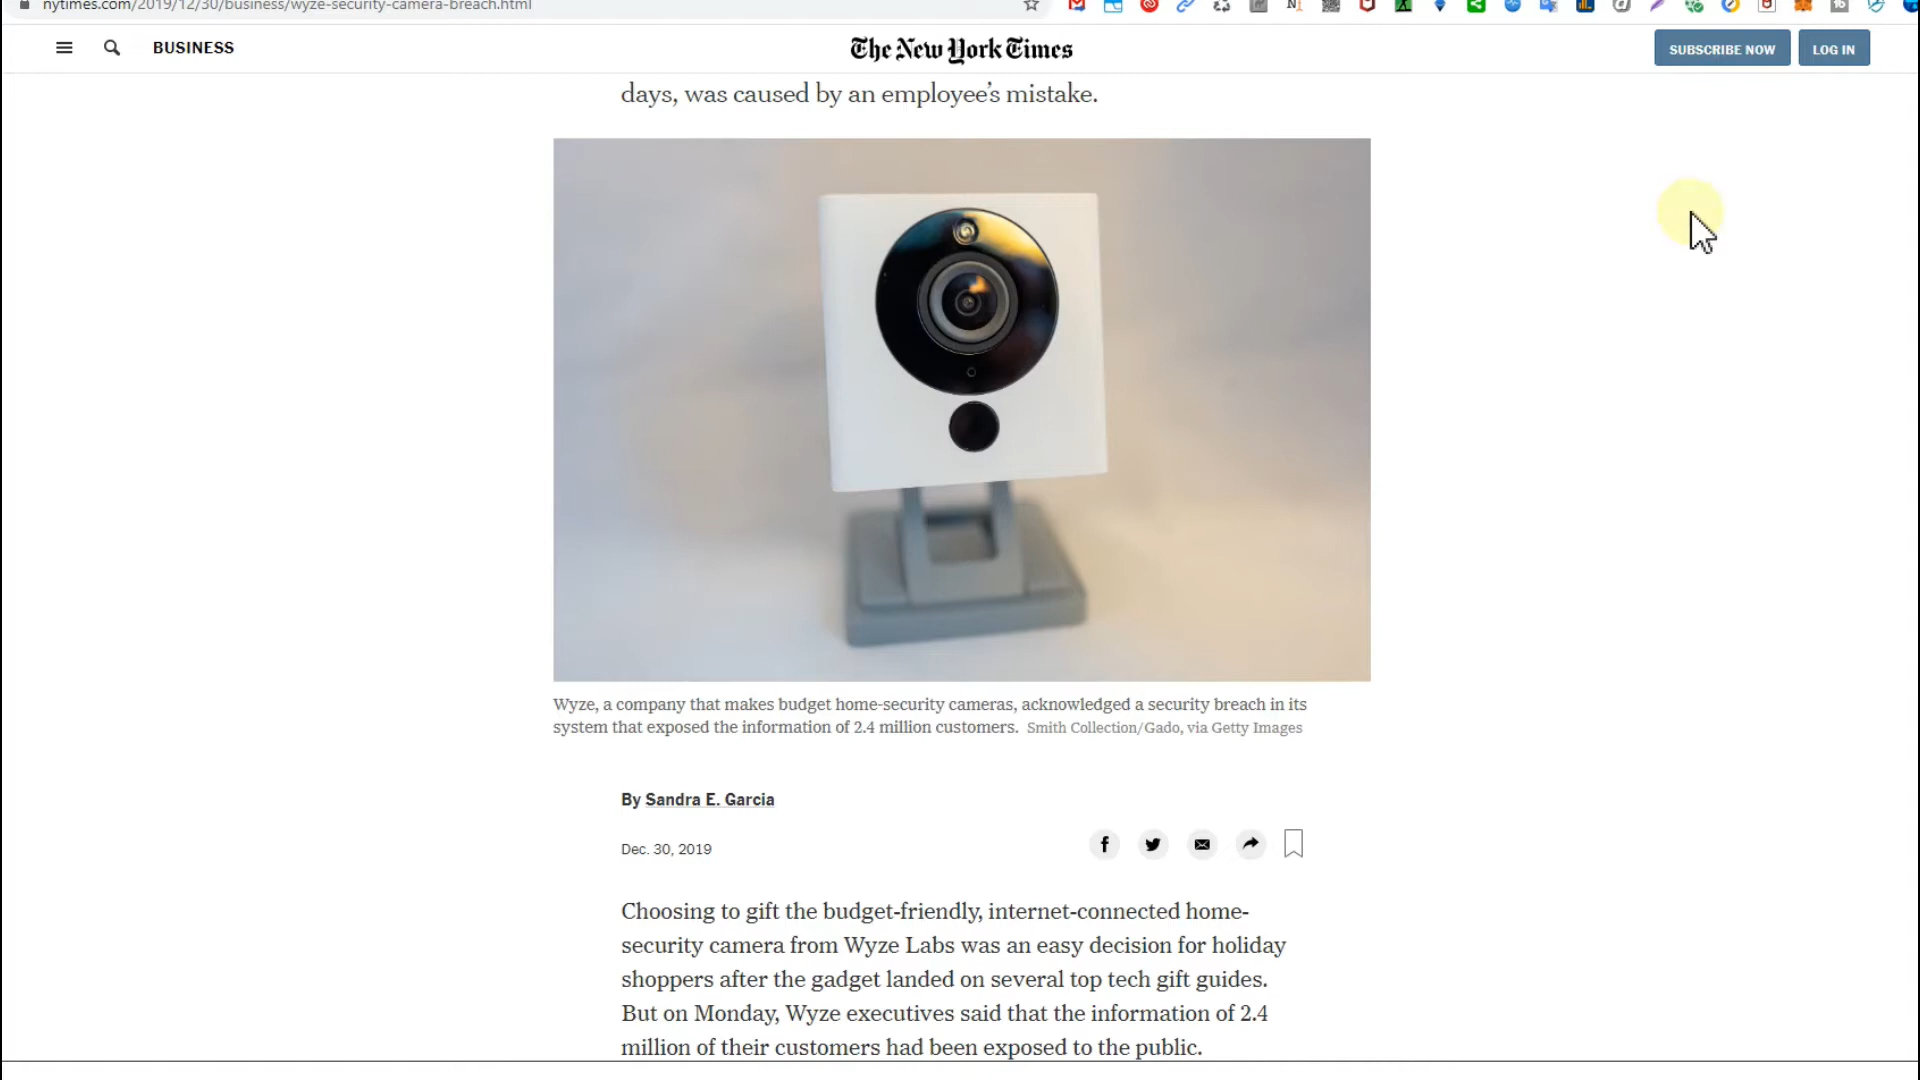 nytimes.com/2019/12/30/business/wyze-security-camera-breach.html
BUSINESS
The New York Times
SUBSCRIBE NOW
LOG IN
days, was caused by an employee’s mistake.
Wyze, a company that makes budget home-security cameras, acknowledged a security breach in its
system that exposed the information of 2.4 million customers. Smith Collection/Gado, via Getty Images
By Sandra E. Garcia
Dec. 30, 2019
Choosing to gift the budget-friendly, internet-connected home-
security camera from Wyze Labs was an easy decision for holiday
shoppers after the gadget landed on several top tech gift guides.
But on Monday, Wyze executives said that the information of 2.4
million of their customers had been exposed to the public.